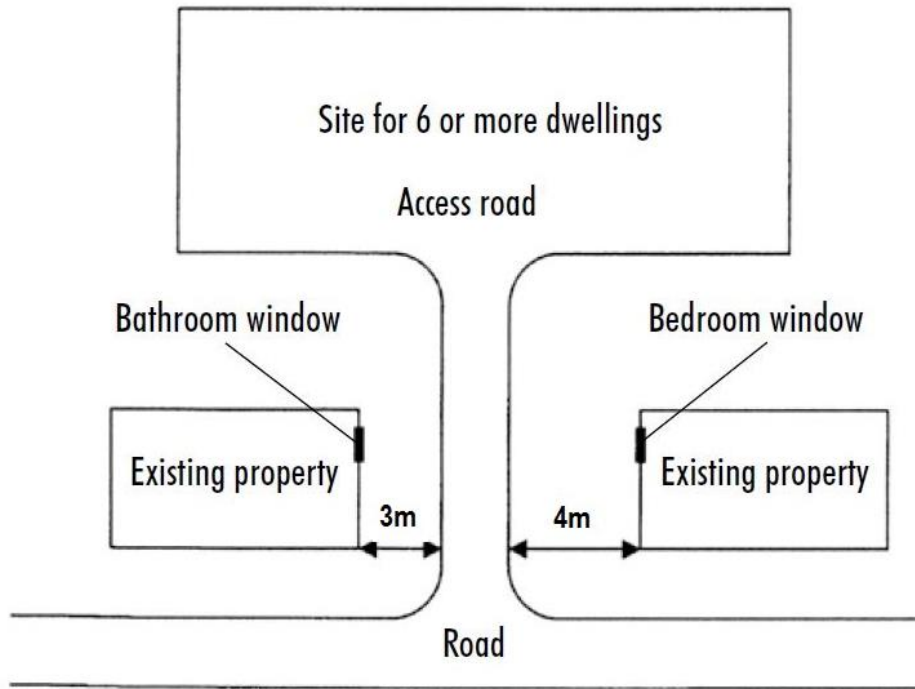 Site for 6 or more dwellings
Access road
Bathroom window
Bedroom window
Existing property
Existing property
3m
4m
Road